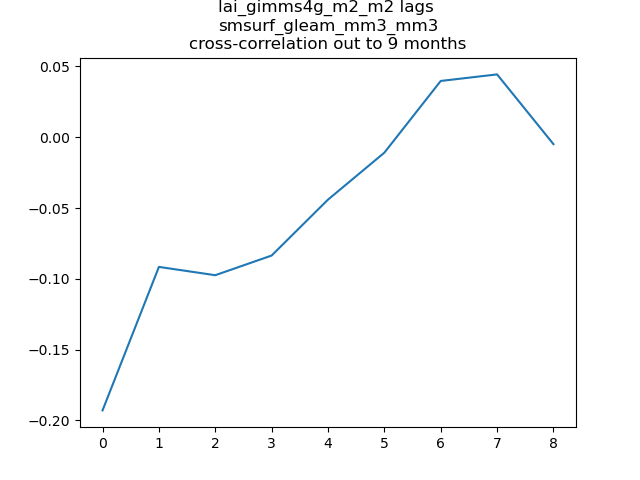 lai_gimms4g_m2_m2 lags
smsurf_gleam_mm3_mm3
cross-correlation out to 9 months
0.05
0.00
−0.05
−0.10
−0.15
−0.20
0 1 2 3 4 5 6 7 8